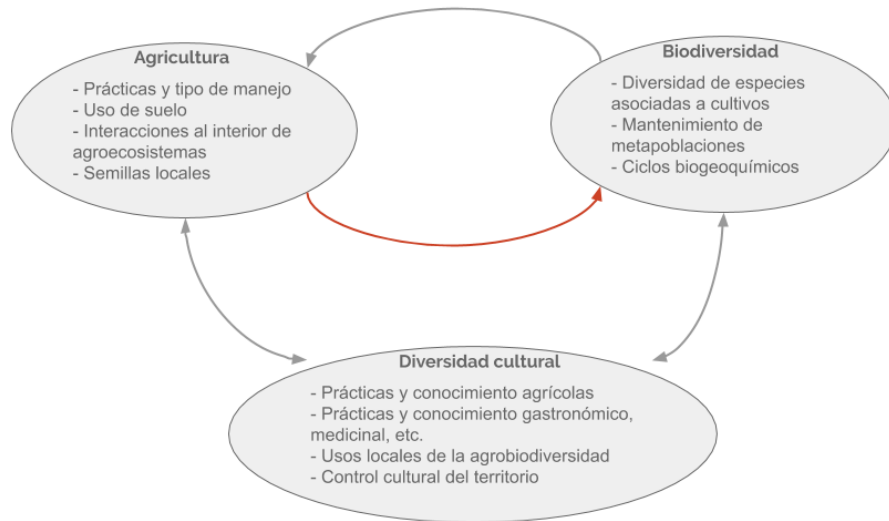 Agricultura
- Prácticas y tipo de manejo
- Uso de suelo
- Interacciones al interior de
agroecosistemas
- Semillas locales
Biodiversidad
- Diversidad de especies
asociadas a cultivos
- Mantenimiento de
metapoblaciones
- Ciclos biogeoquímicos
Diversidad cultural
- Prácticas y conocimiento agrícolas
- Prácticas y conocimiento gastronómico,
medicinal, etc.
- Usos locales de la agrobiodiversidad
- Control cultural del territorio